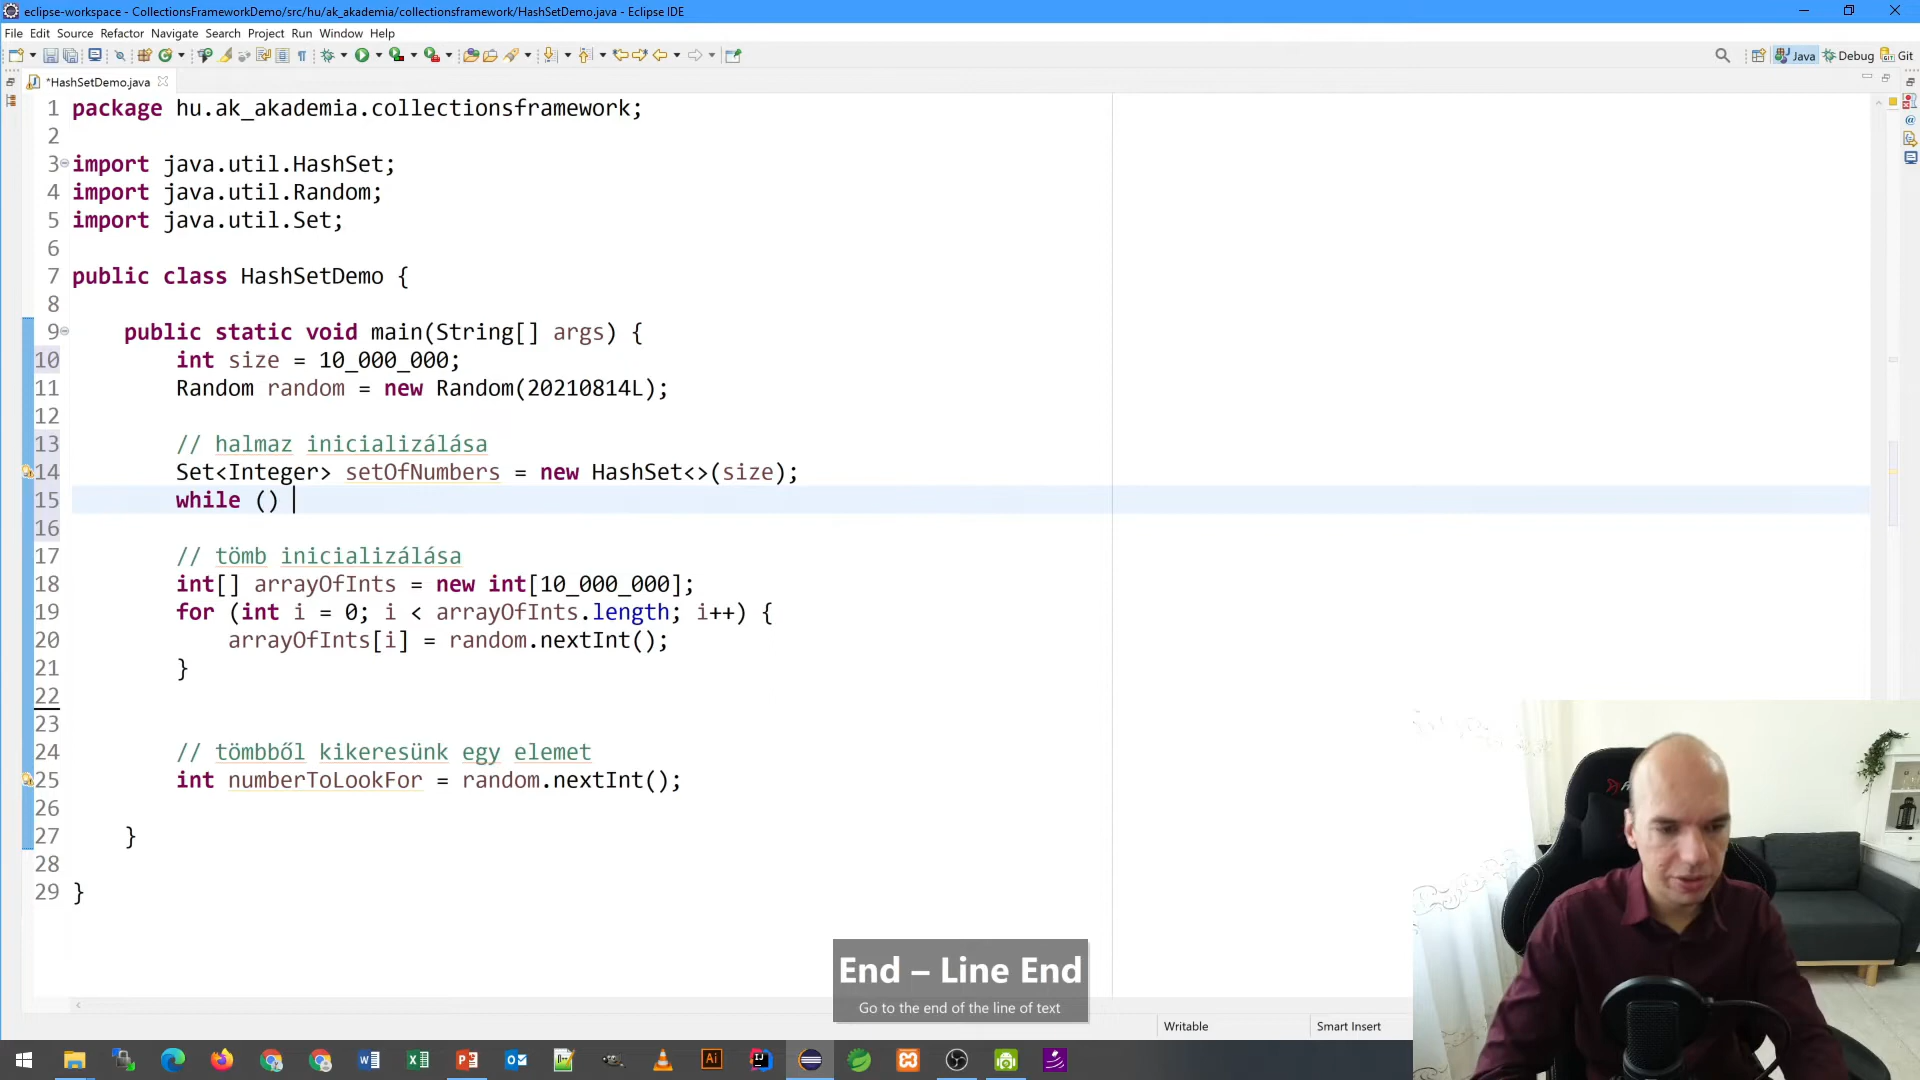 eclipse-workspace - CollectionsFrameworkDemo/src/hu/ak_akademia/collectionsframework/HashSetDemo.java - Eclipse IDE
File Edit Source Refactor Navigate Search Project Run Window Help
Java Debug Git
*HashSetDemo.java
1 package hu.ak_akademia.collectionsframework;
2
3 import java.util.HashSet;
4 import java.util.Random;
5 import java.util.Set;
6
7 public class HashSetDemo {
8
9 public static void main(String[] args) {
10 int size = 10_000_000;
11 Random random = new Random(20210814L);
12
13 // halmaz inicializálása
14 Set<Integer> setOfNumbers = new HashSet<>(size);
15 while ()
16
17 // tömb inicializálása
18 int[] arrayOfInts = new int[10_000_000];
19 for (int i = 0; i < arrayOfInts.length; i++) {
20 arrayOfInts[i] = random.nextInt();
21 }
22
23
24 // tömbből kikeresünk egy elemet
25 int numberToLookFor = random.nextInt();
26
27 }
28
29 }
End – Line End
Go to the end of the line of text
Writable Smart Insert